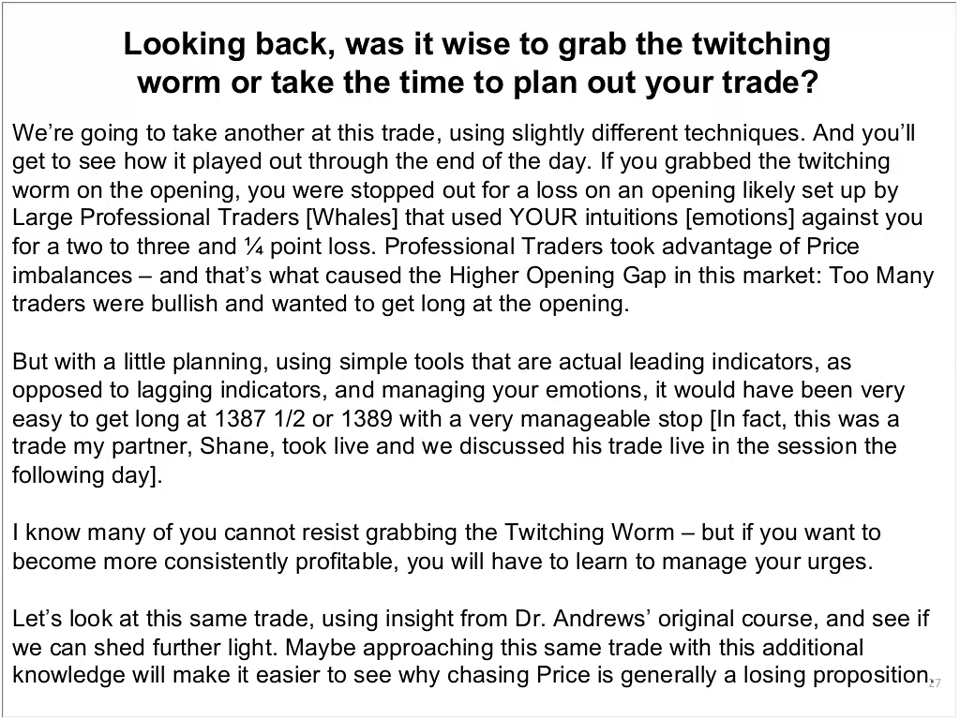 Looking back, was it wise to grab the twitching
worm or take the time to plan out your trade?
We're going to take another at this trade, using slightly different techniques. And you'll
get to see how it played out through the end of the day. If you grabbed the twitching
worm on the opening, you were stopped out for a loss on an opening likely set up by
Large Professional Traders [Whales] that used YOUR intuitions [emotions] against you
for a two to three and ¼ point loss. Professional Traders took advantage of Price
imbalances – and that's what caused the Higher Opening Gap in this market: Too Many
traders were bullish and wanted to get long at the opening.
But with a little planning, using simple tools that are actual leading indicators, as
opposed to lagging indicators, and managing your emotions, it would have been very
easy to get long at 1387 1/2 or 1389 with a very manageable stop [In fact, this was a
trade my partner, Shane, took live and we discussed his trade live in the session the
following day].
I know many of you cannot resist grabbing the Twitching Worm – but if you want to
become more consistently profitable, you will have to learn to manage your urges.
Let's look at this same trade, using insight from Dr. Andrews' original course, and see if
we can shed further light. Maybe approaching this same trade with this additional
knowledge will make it easier to see why chasing Price is generally a losing proposition.
27